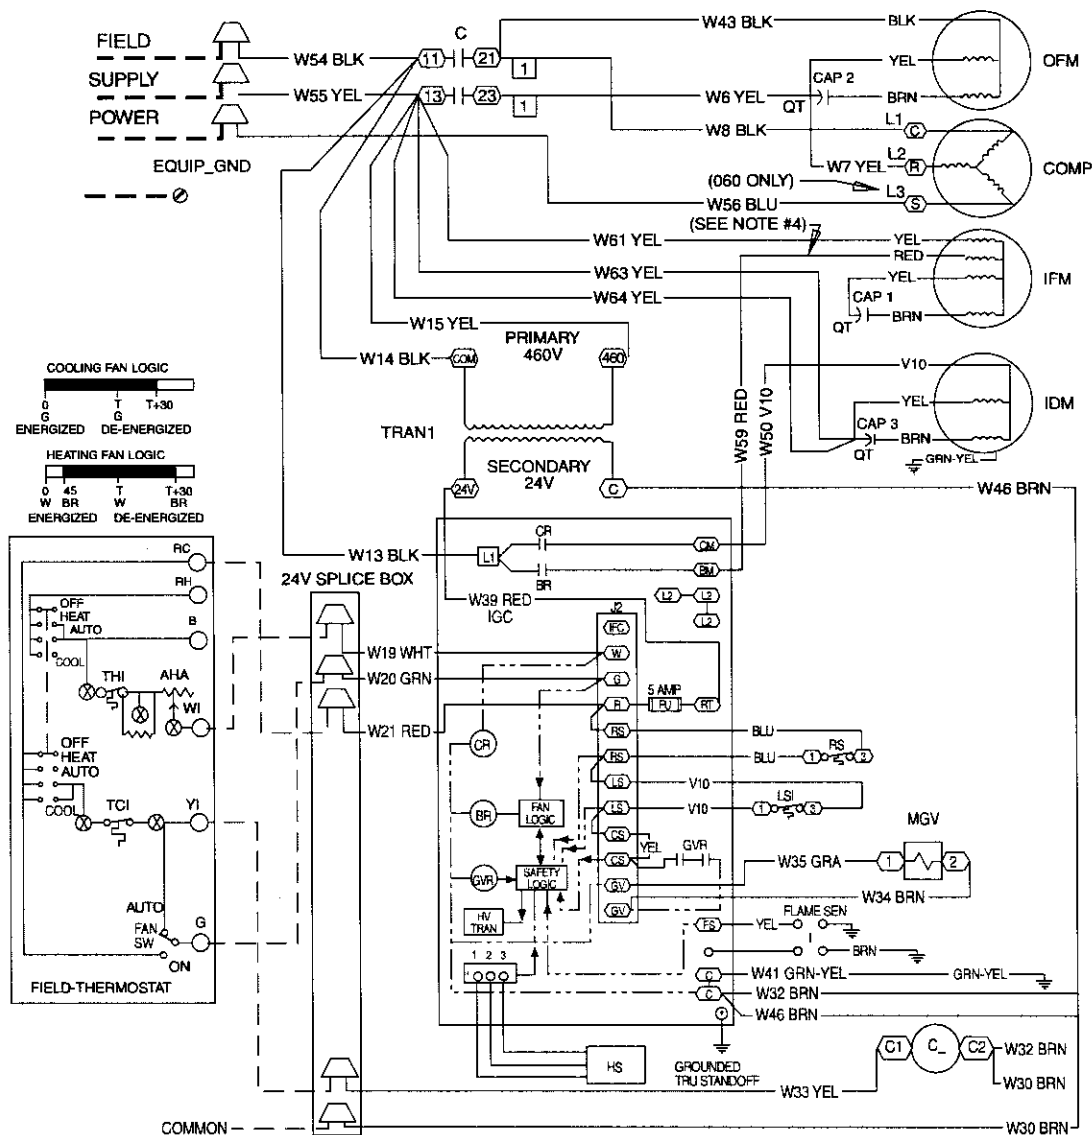 FIELD
SUPPLY
POWER
EQUIP_GND
W54 BLK
W55 YEL
11
C
21
1
13
23
1
W43 BLK
BLK
YEL
OFM
CAP 2
QT
BRN
W6 YEL
W8 BLK
L1
C
L2
W7 YEL
R
COMP
(060 ONLY)
L3
W56 BLU
S
(SEE NOTE #4)
W61 YEL
YEL
RED
W63 YEL
YEL
IFM
W64 YEL
CAP 1
QT
BRN
W15 YEL
PRIMARY
460V
W14 BLK
COM
460
V10
YEL
IDM
CAP 3
QT
BRN
GRN-YEL
W59 RED
W50 V10
TRAN1
SECONDARY
24V
24V
C
W46 BRN
COOLING FAN LOGIC
0 T T+30
G G
ENERGIZED DE-ENERGIZED
HEATING FAN LOGIC
0 45 T T+30
W BR W BR
ENERGIZED DE-ENERGIZED
RC
RH
OFF
HEAT
AUTO
B
COOL
THI
AHA
WI
OFF
HEAT
AUTO
COOL
TCI
YI
AUTO
FAN
SW
G
ON
FIELD-THERMOSTAT
COMMON
24V SPLICE BOX
W13 BLK
L1
CR
CM
BR
BM
W39 RED
IGC
L2
L2
L2
J2
IFC
W19 WHT
W
W20 GRN
G
W21 RED
R
5 AMP
FU
RT
RS
BLU
RS
RS
BLU
1
3
LS
V10
LS
V10
LSI
1
3
CS
YEL
CS
GVR
GV
GV
CR
BR
FAN
LOGIC
GVR
SAFETY
LOGIC
HV
TRAN
1 2 3
HS
MGV
W35 GRA
1
2
W34 BRN
FLAME SEN
FS
YEL
BRN
C
W41 GRN-YEL
GRN-YEL
C
W32 BRN
W46 BRN
GROUNDED
TRU STANDOFF
C1
C_
C2
W32 BRN
W30 BRN
W33 YEL
W30 BRN